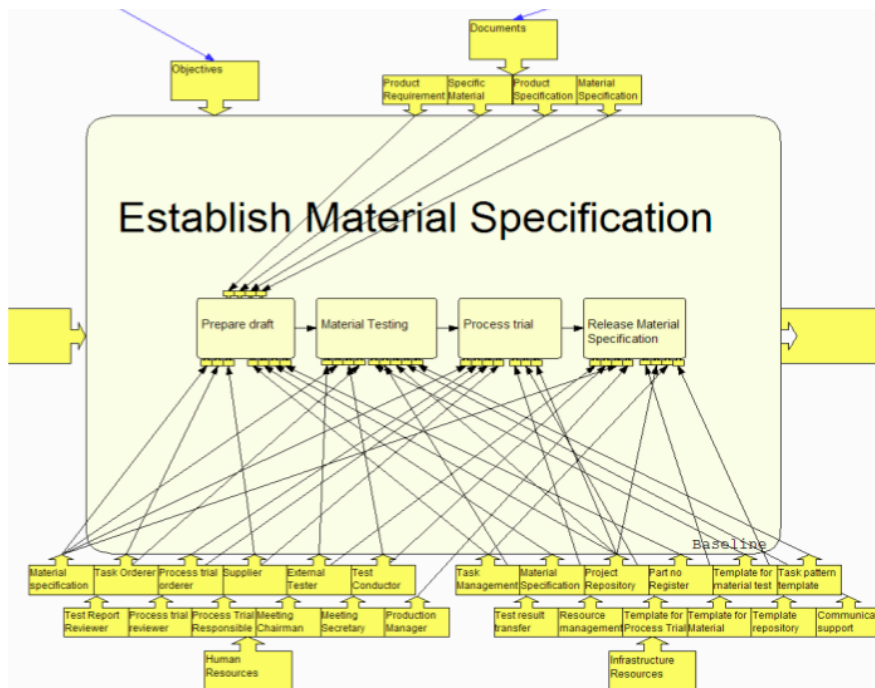 Documents
Objectives
Product
Requirement
Specific
Material
Product
Specification
Material
Specification
Establish Material Specification
Prepare draft
Material Testing
Process trial
Release Material
Specification
Baseline
Material
specification
Task Orderer
Process trial
orderer
Supplier
External
Tester
Test
Conductor
Task
Management
Material
Specification
Project
Repository
Part no
Register
Template for
material test
Task pattern
template
Test Report
Reviewer
Process trial
reviewer
Process Trial
Responsible
Meeting
Chairman
Meeting
Secretary
Production
Manager
Test result
transfer
Resource
management
Template for
Process Trial
Template for
Material
Template
repository
Communica
support
Human
Resources
Infrastructure
Resources